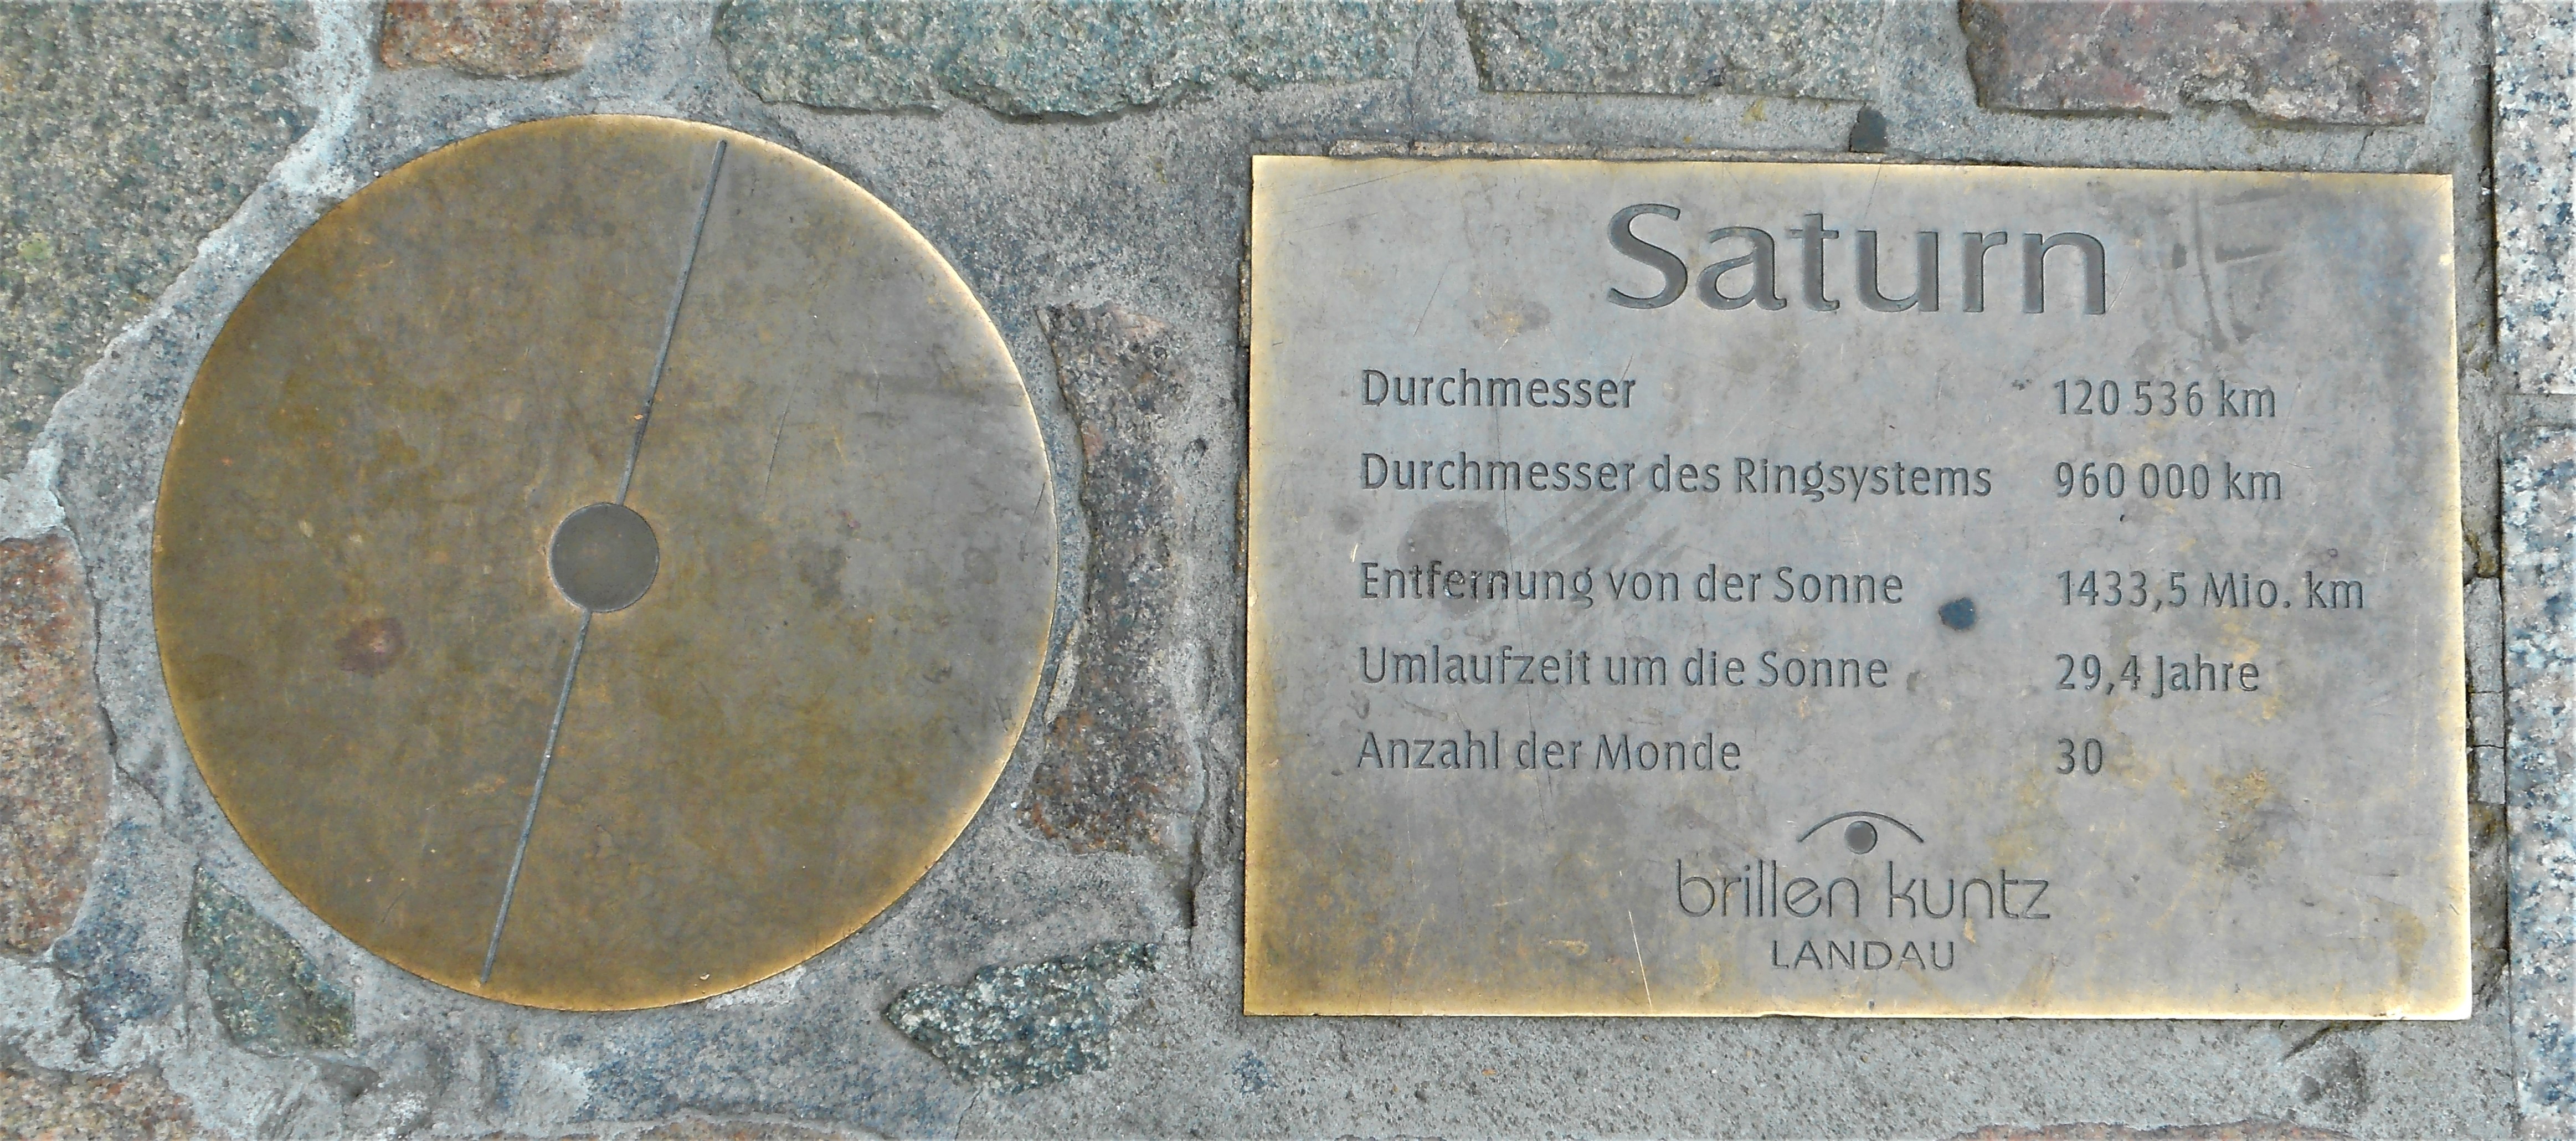 Saturn
Durchmesser 120 536 km
Durchmesser des Ringsystems 960 000 km
Entfernung von der Sonne 1433,5 Mio. km
Umlaufzeit um die Sonne 29,4 Jahre
Anzahl der Monde 30
brillen kuntz
LANDAU